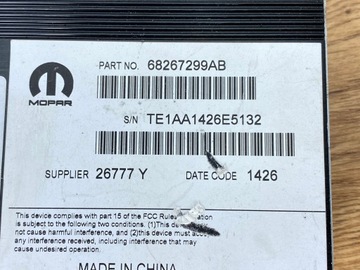 MOPAR
PART NO. 68267299AB
S/N TE1AA1426E5132
SUPPLIER 26777 Y DATE CODE 1426
This device complies with part 15 of the FCC Rules
is subject to the following two conditions. (1)This device may
not cause harmful interference, and (2)this device must
any interference received, including interference that may
cause undesired operation.
MADE IN CHINA